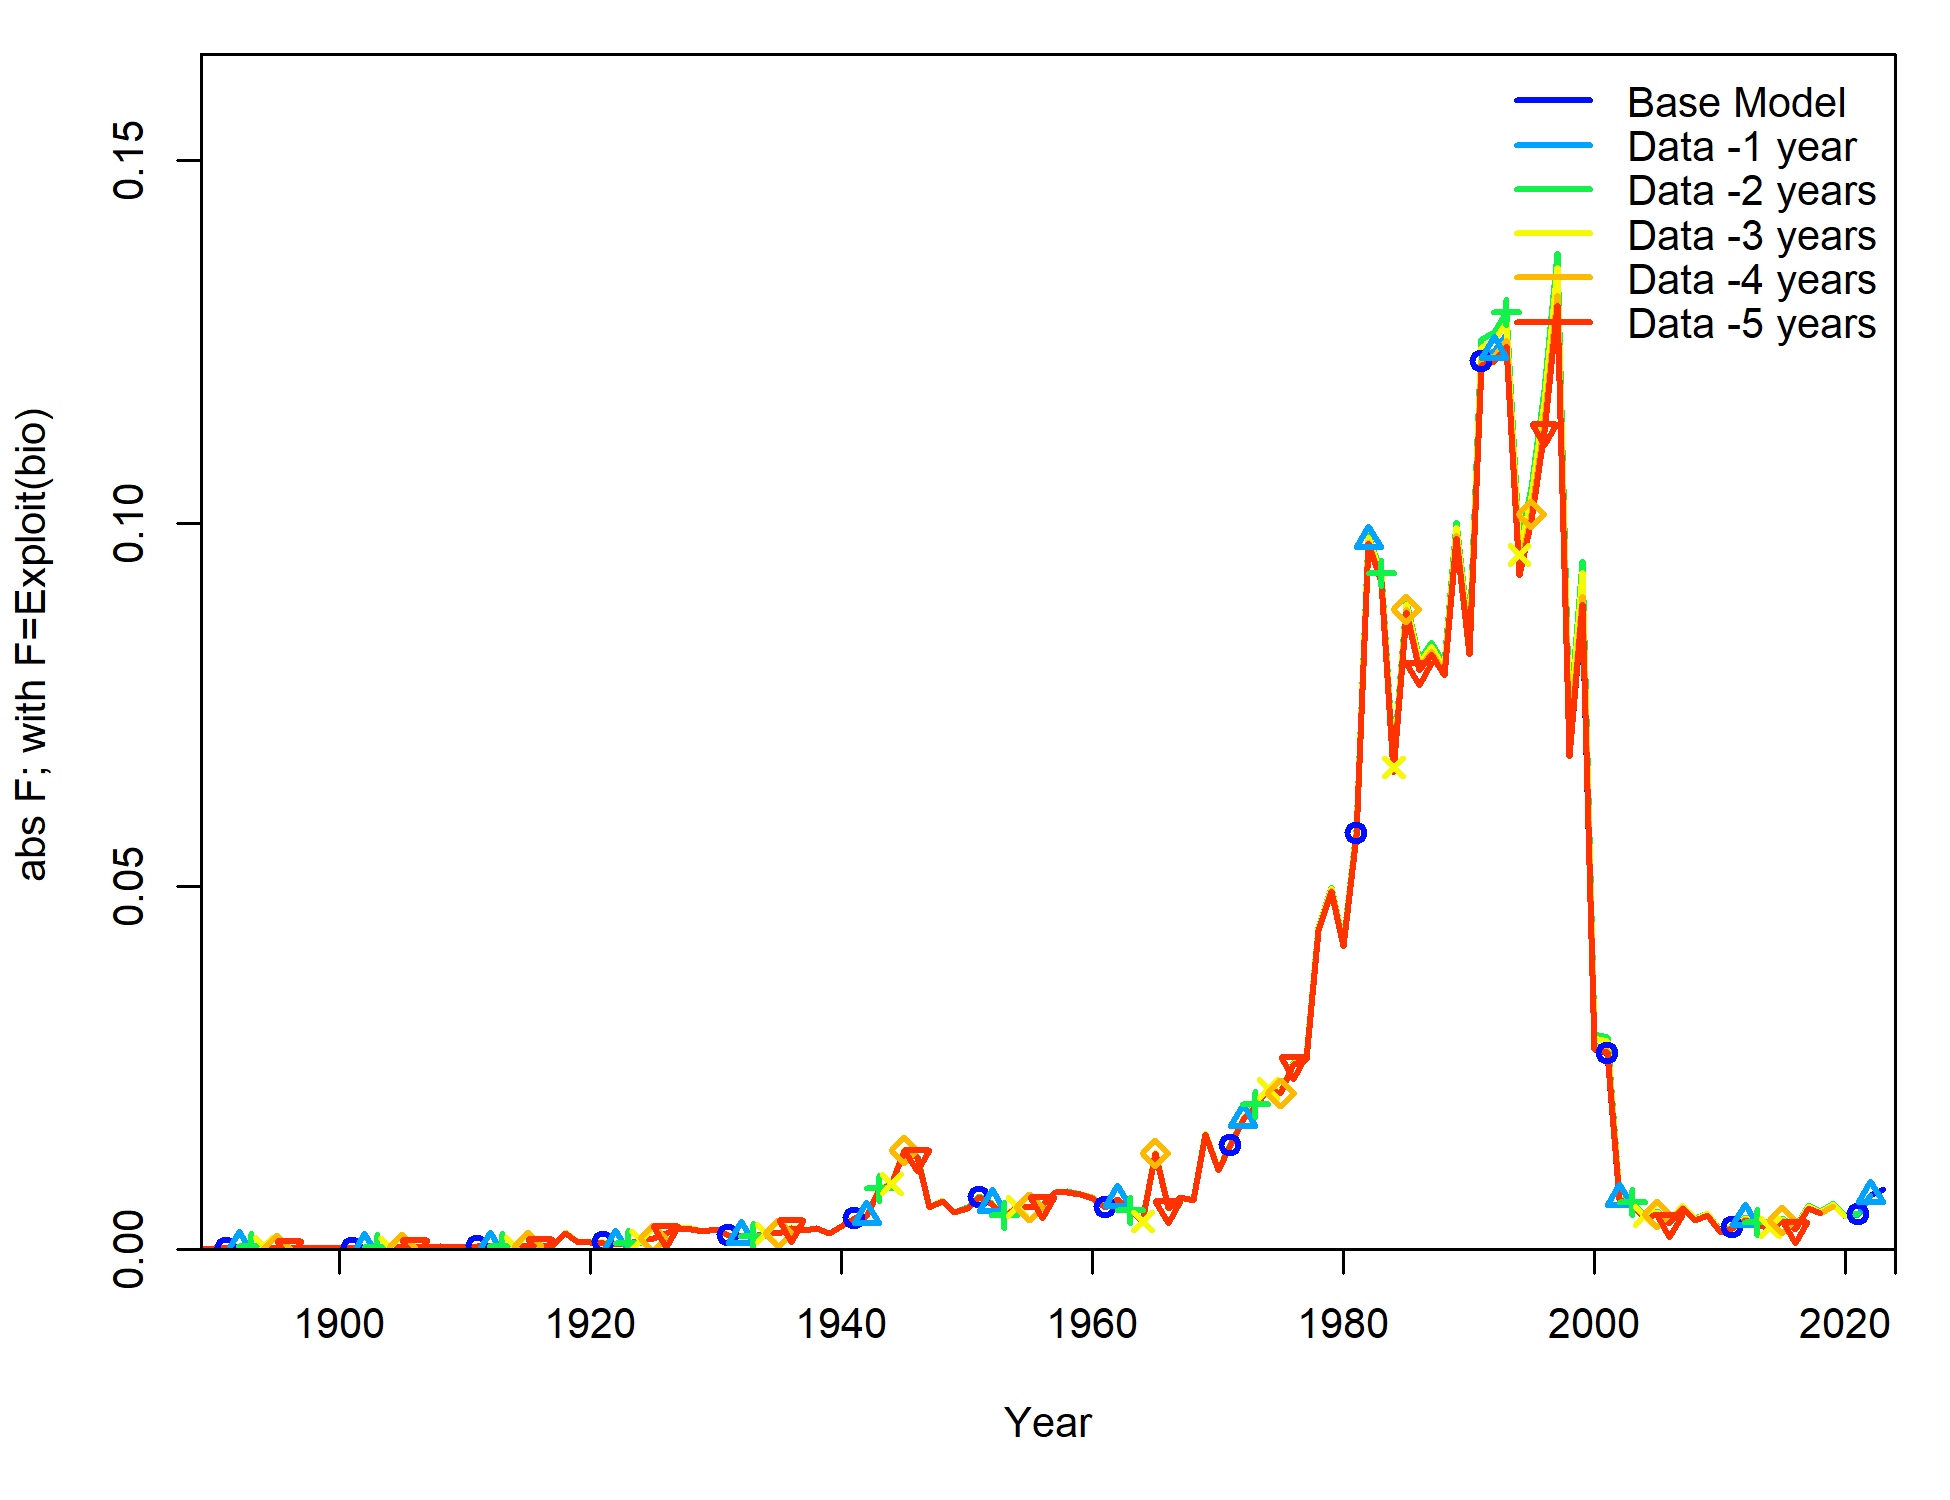 Base Model
Data -1 year
Data -2 years
Data -3 years
Data -4 years
Data -5 years
abs F; with F=Exploit(bio)
0.15
0.10
0.05
0.00
1900 1920 1940 1960 1980 2000 2020
Year